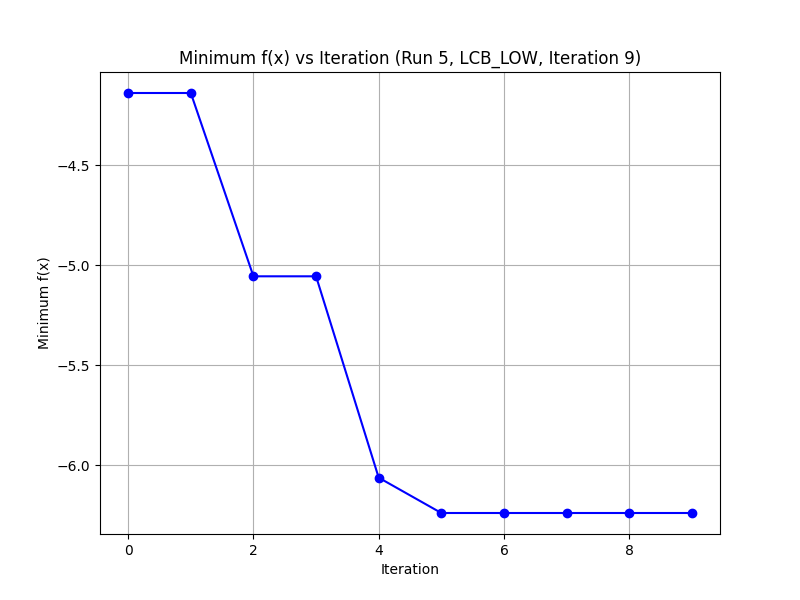 Minimum f(x) vs Iteration (Run 5, LCB_LOW, Iteration 9)
Minimum f(x)
−4.5
−5.0
−5.5
−6.0
0 2 4 6 8
Iteration